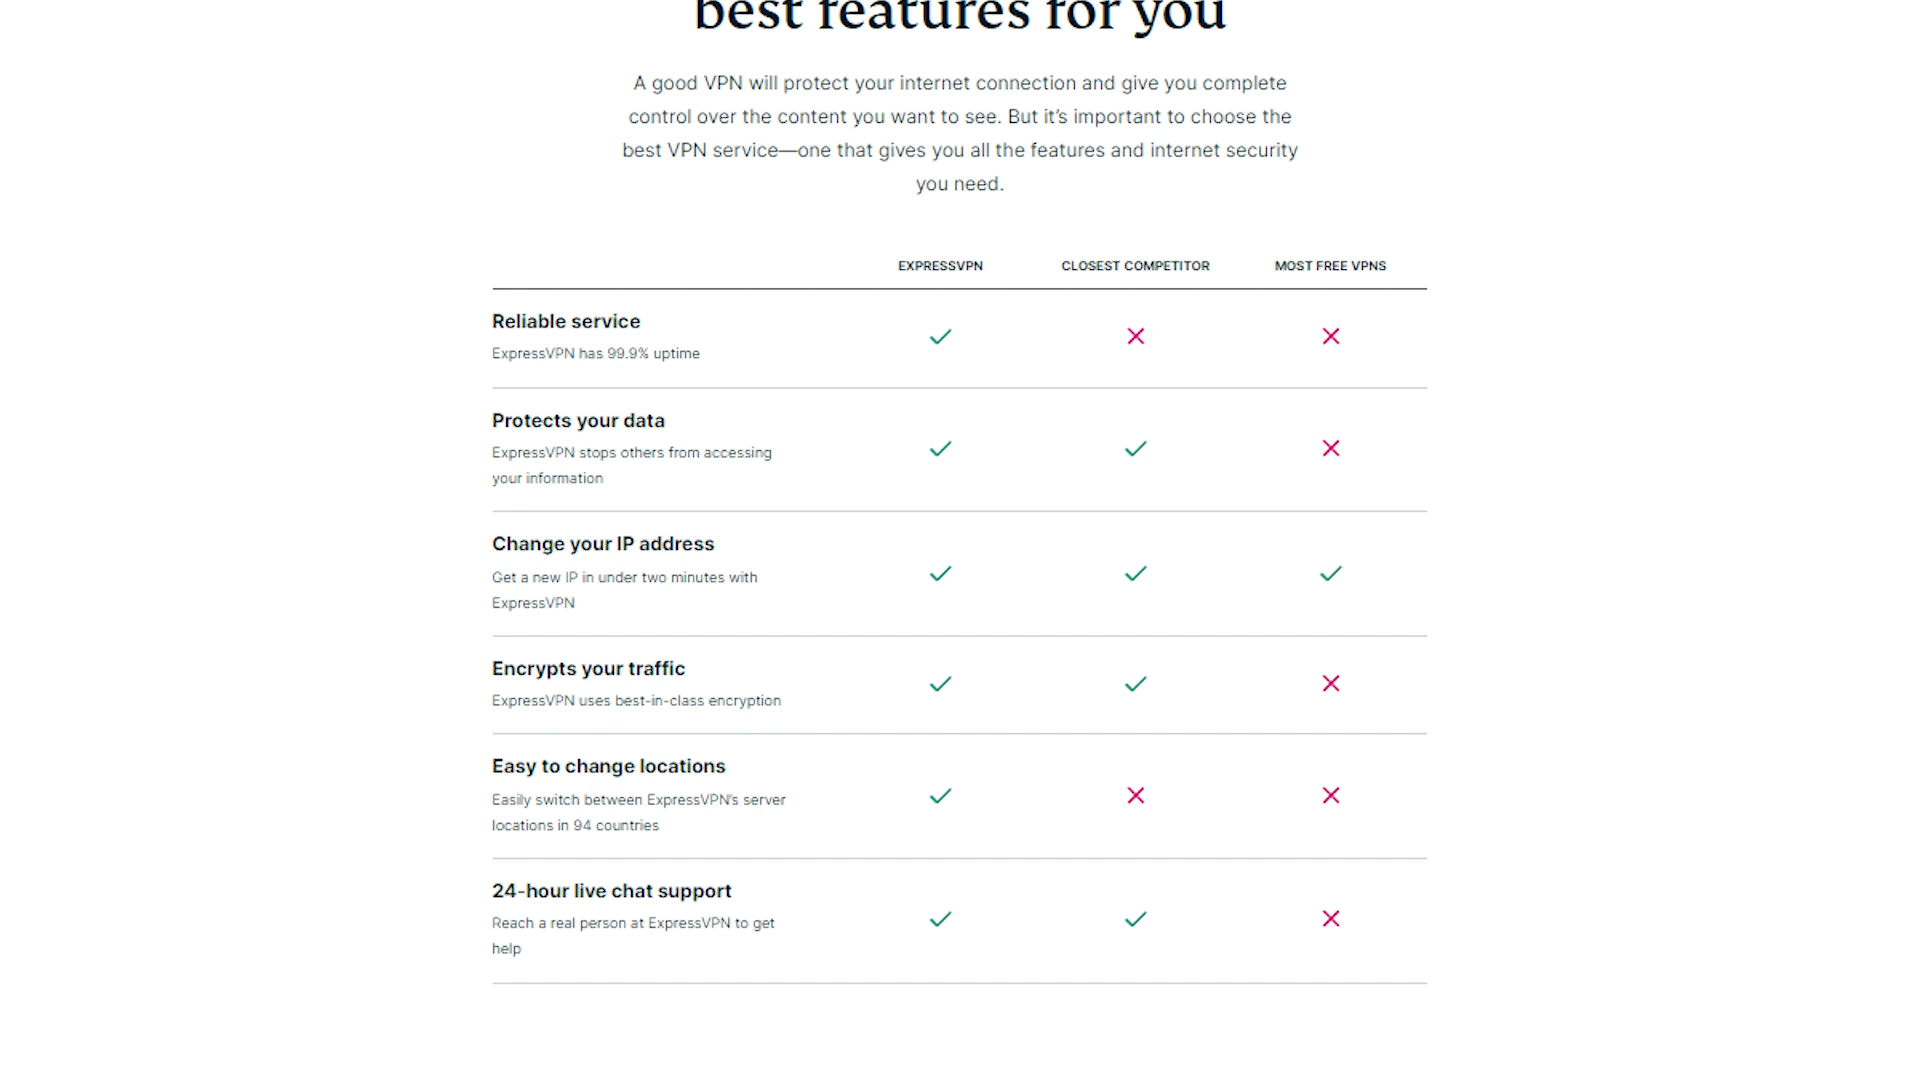 best features for you
A good VPN will protect your internet connection and give you complete
control over the content you want to see. But it’s important to choose the
best VPN service—one that gives you all the features and internet security
you need.
EXPRESSVPN CLOSEST COMPETITOR MOST FREE VPNS
Reliable service
ExpressVPN has 99.9% uptime
Protects your data
ExpressVPN stops others from accessing
your information
Change your IP address
Get a new IP in under two minutes with
ExpressVPN
Encrypts your traffic
ExpressVPN uses best-in-class encryption
Easy to change locations
Easily switch between ExpressVPN’s server
locations in 94 countries
24-hour live chat support
Reach a real person at ExpressVPN to get
help